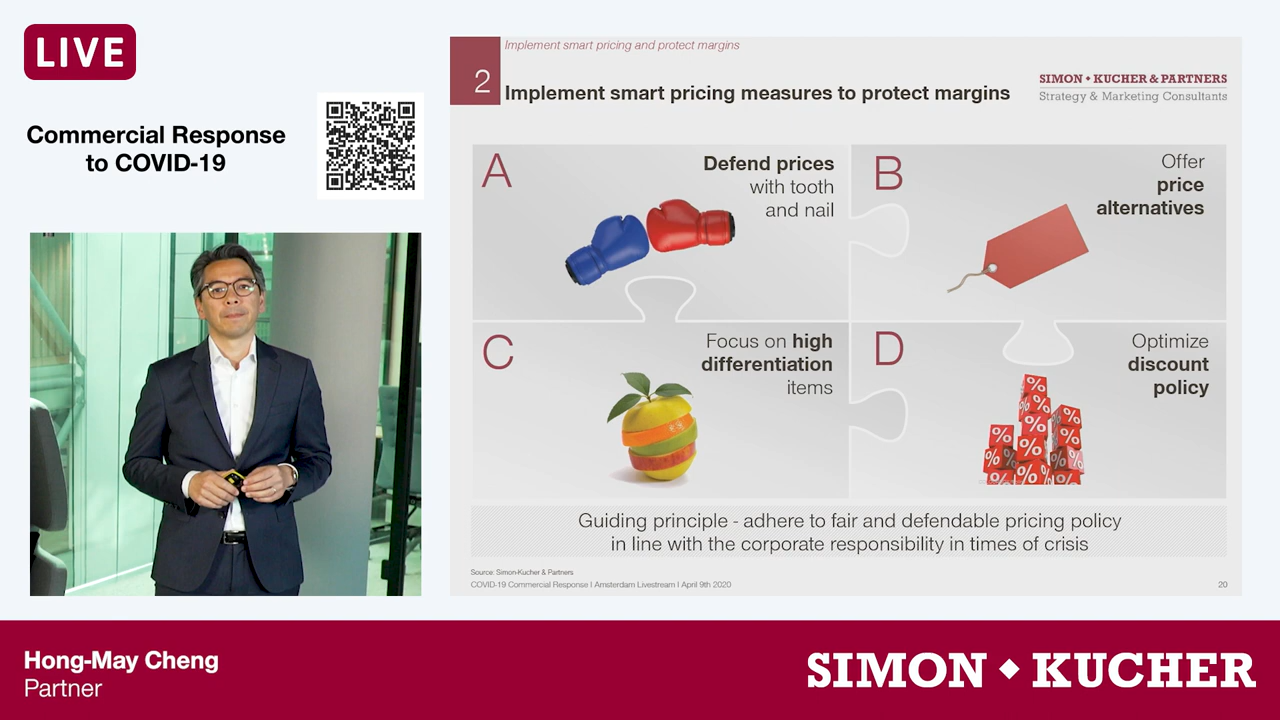 LIVE
Commercial Response
to COVID-19
Implement smart pricing and protect margins
2
Implement smart pricing measures to protect margins
SIMON • KUCHER & PARTNERS
Strategy & Marketing Consultants
A
Defend prices
with tooth
and nail
B
Offer
price
alternatives
C
Focus on high
differentiation
items
D
Optimize
discount
policy
Guiding principle - adhere to fair and defendable pricing policy
in line with the corporate responsibility in times of crisis
Source: Simon-Kucher & Partners
COVID-19 Commercial Response I Amsterdam Livestream I April 9th 2020
20
Hong-May Cheng
Partner
SIMON ◆ KUCHER